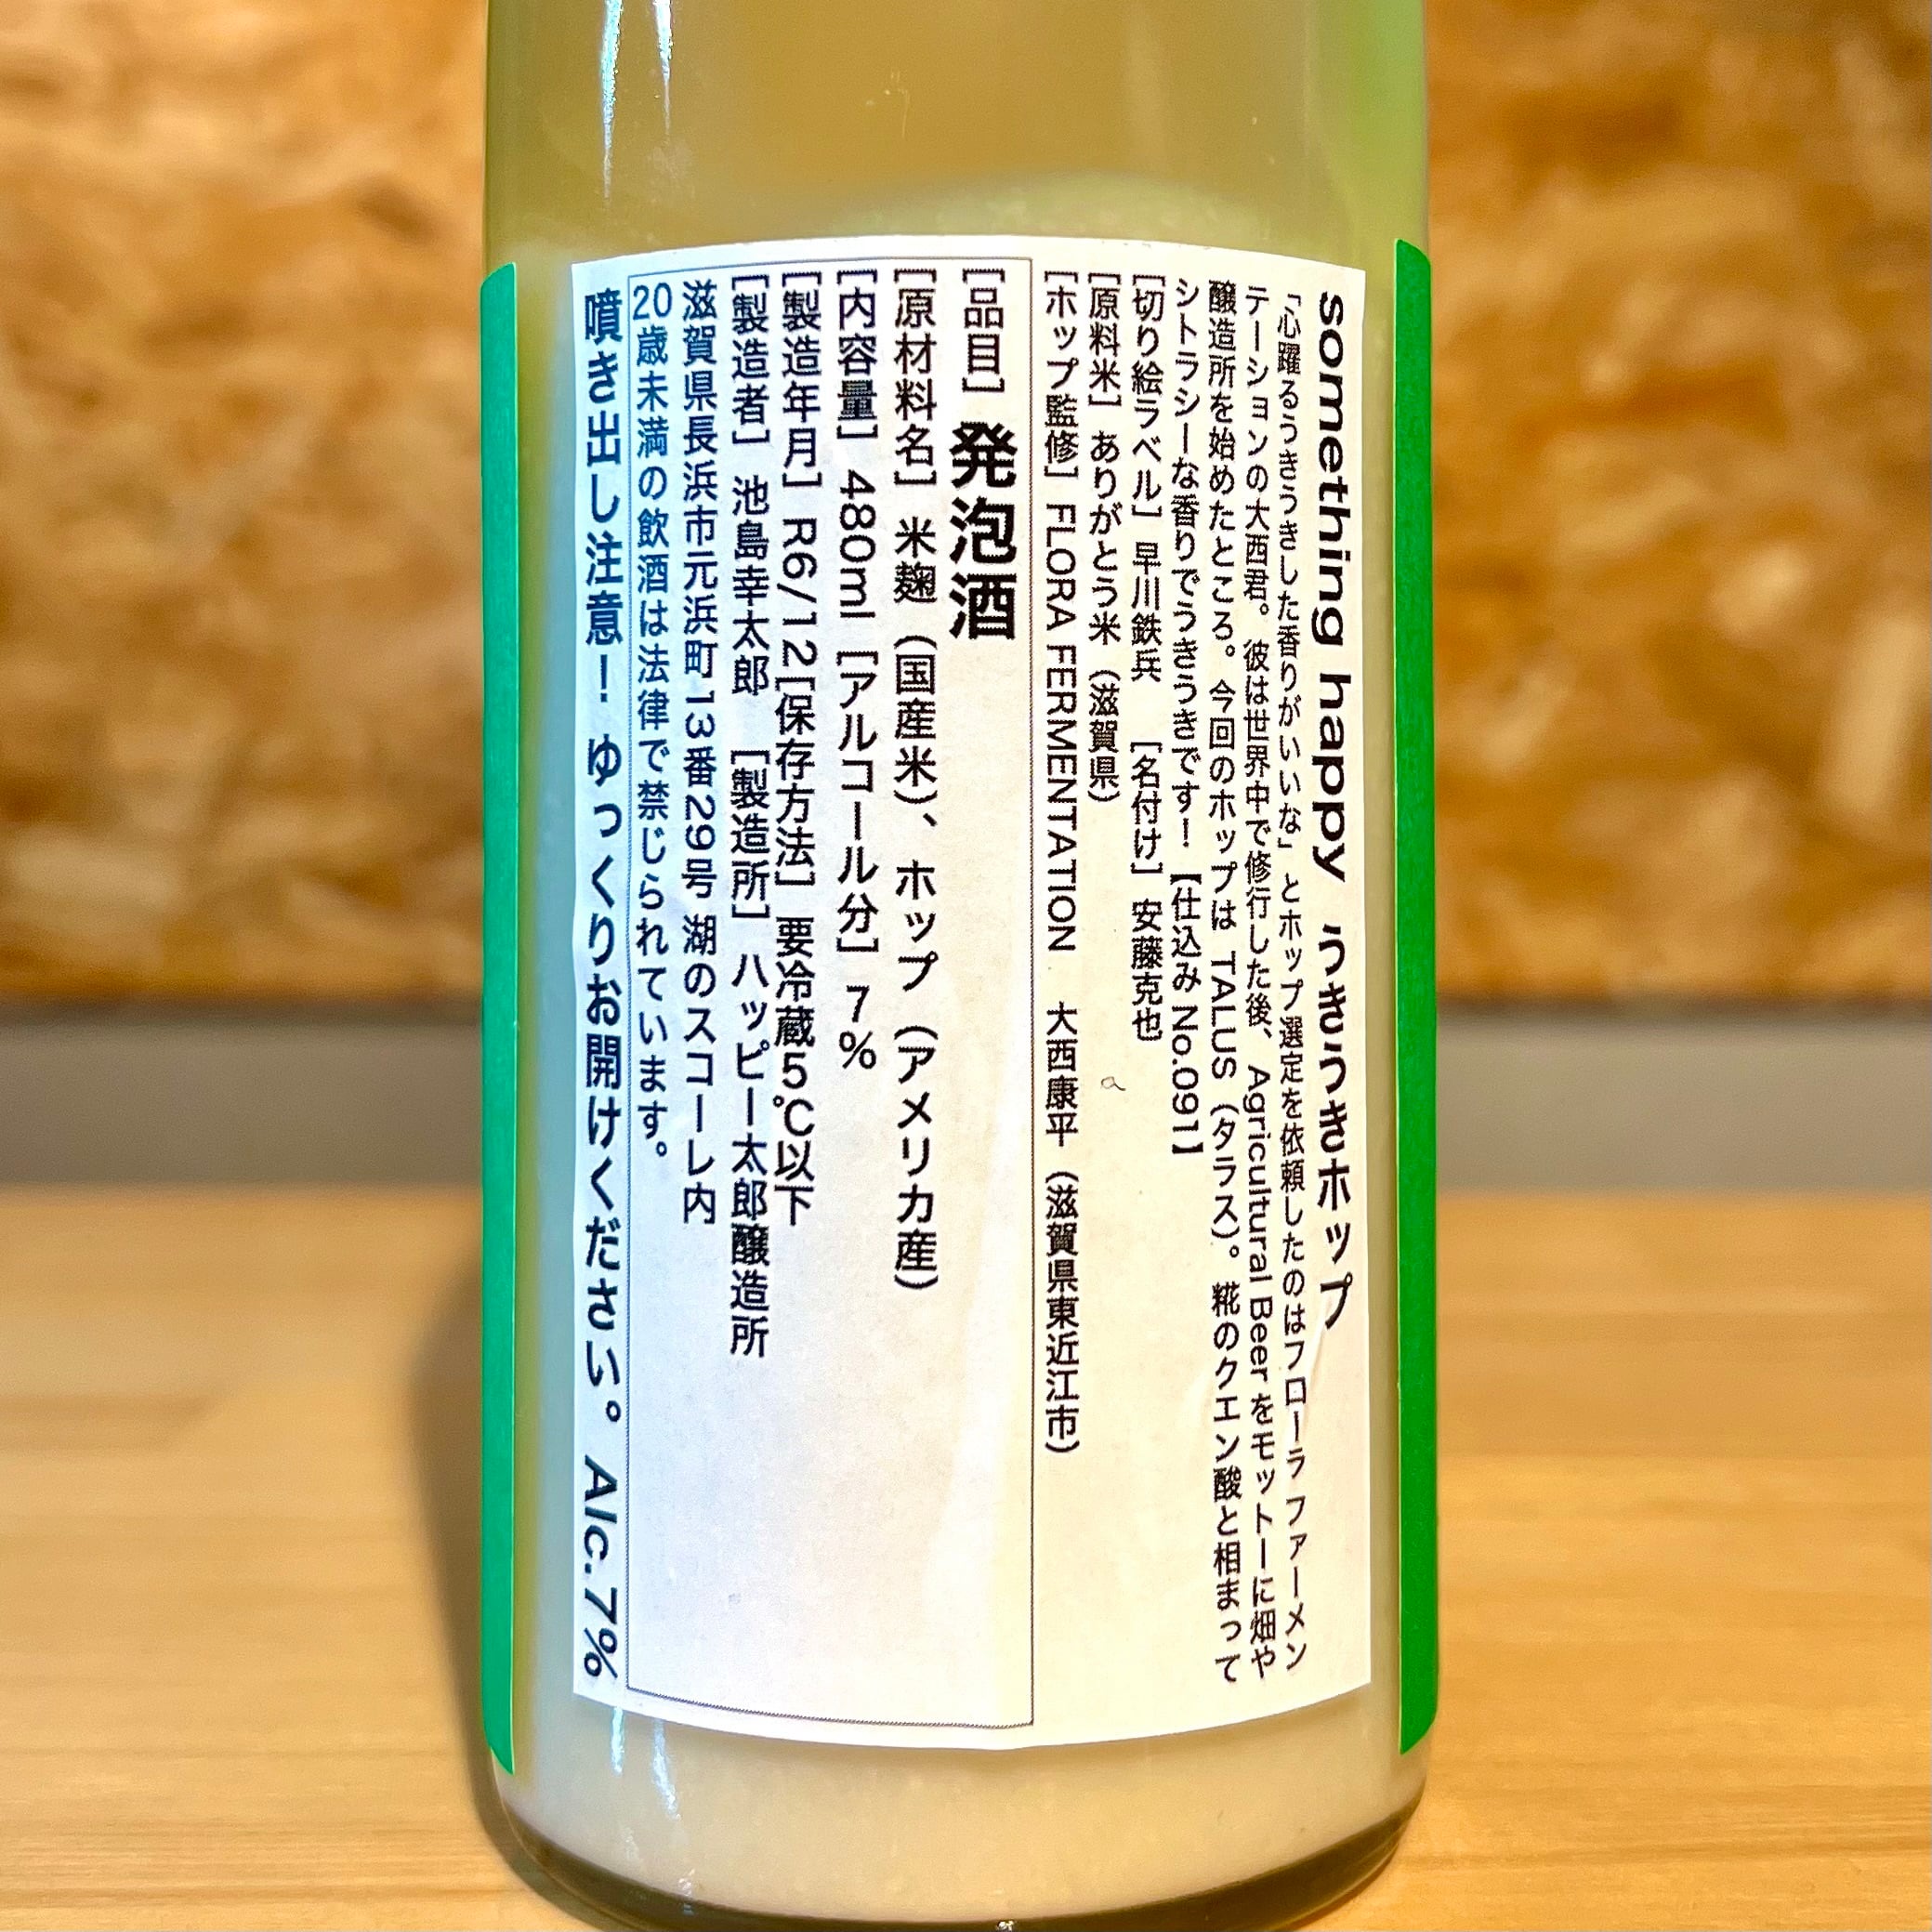 something happy うきうきホップ
「心躍るうきうきした香りがいいな」とホップ選定を依頼したのはフローラ ファーメン
テーションの大西君。彼は世界中で修行した後、Agricultural Beer をモットーに畑や
醸造所を始めたところ。今回のホップは TALUS（タラス）。糀のクエン酸と相まって
シトラシーな香りでうきうきです！【仕込み No.091】
［切り絵ラベル］早川鉄兵　［名付け］安藤克也
［原料米］ありがとう米（滋賀県）
［ホップ監修］FLORA FERMENTATION　大西康平（滋賀県東近江市）
［品目］発泡酒
［原材料名］米麹（国産米）、ホップ（アメリカ産）
［内容量］480ml［アルコール分］7％
［製造年月］R6/12［保存方法］要冷蔵5℃以下
［製造者］池島幸太郎　［製造所］ハッピー太郎醸造所
滋賀県長浜市元浜町13番29号 湖のスコーレ内
20歳未満の飲酒は法律で禁じられています。
噴き出し注意！ゆっくりお開けください。Alc.7%